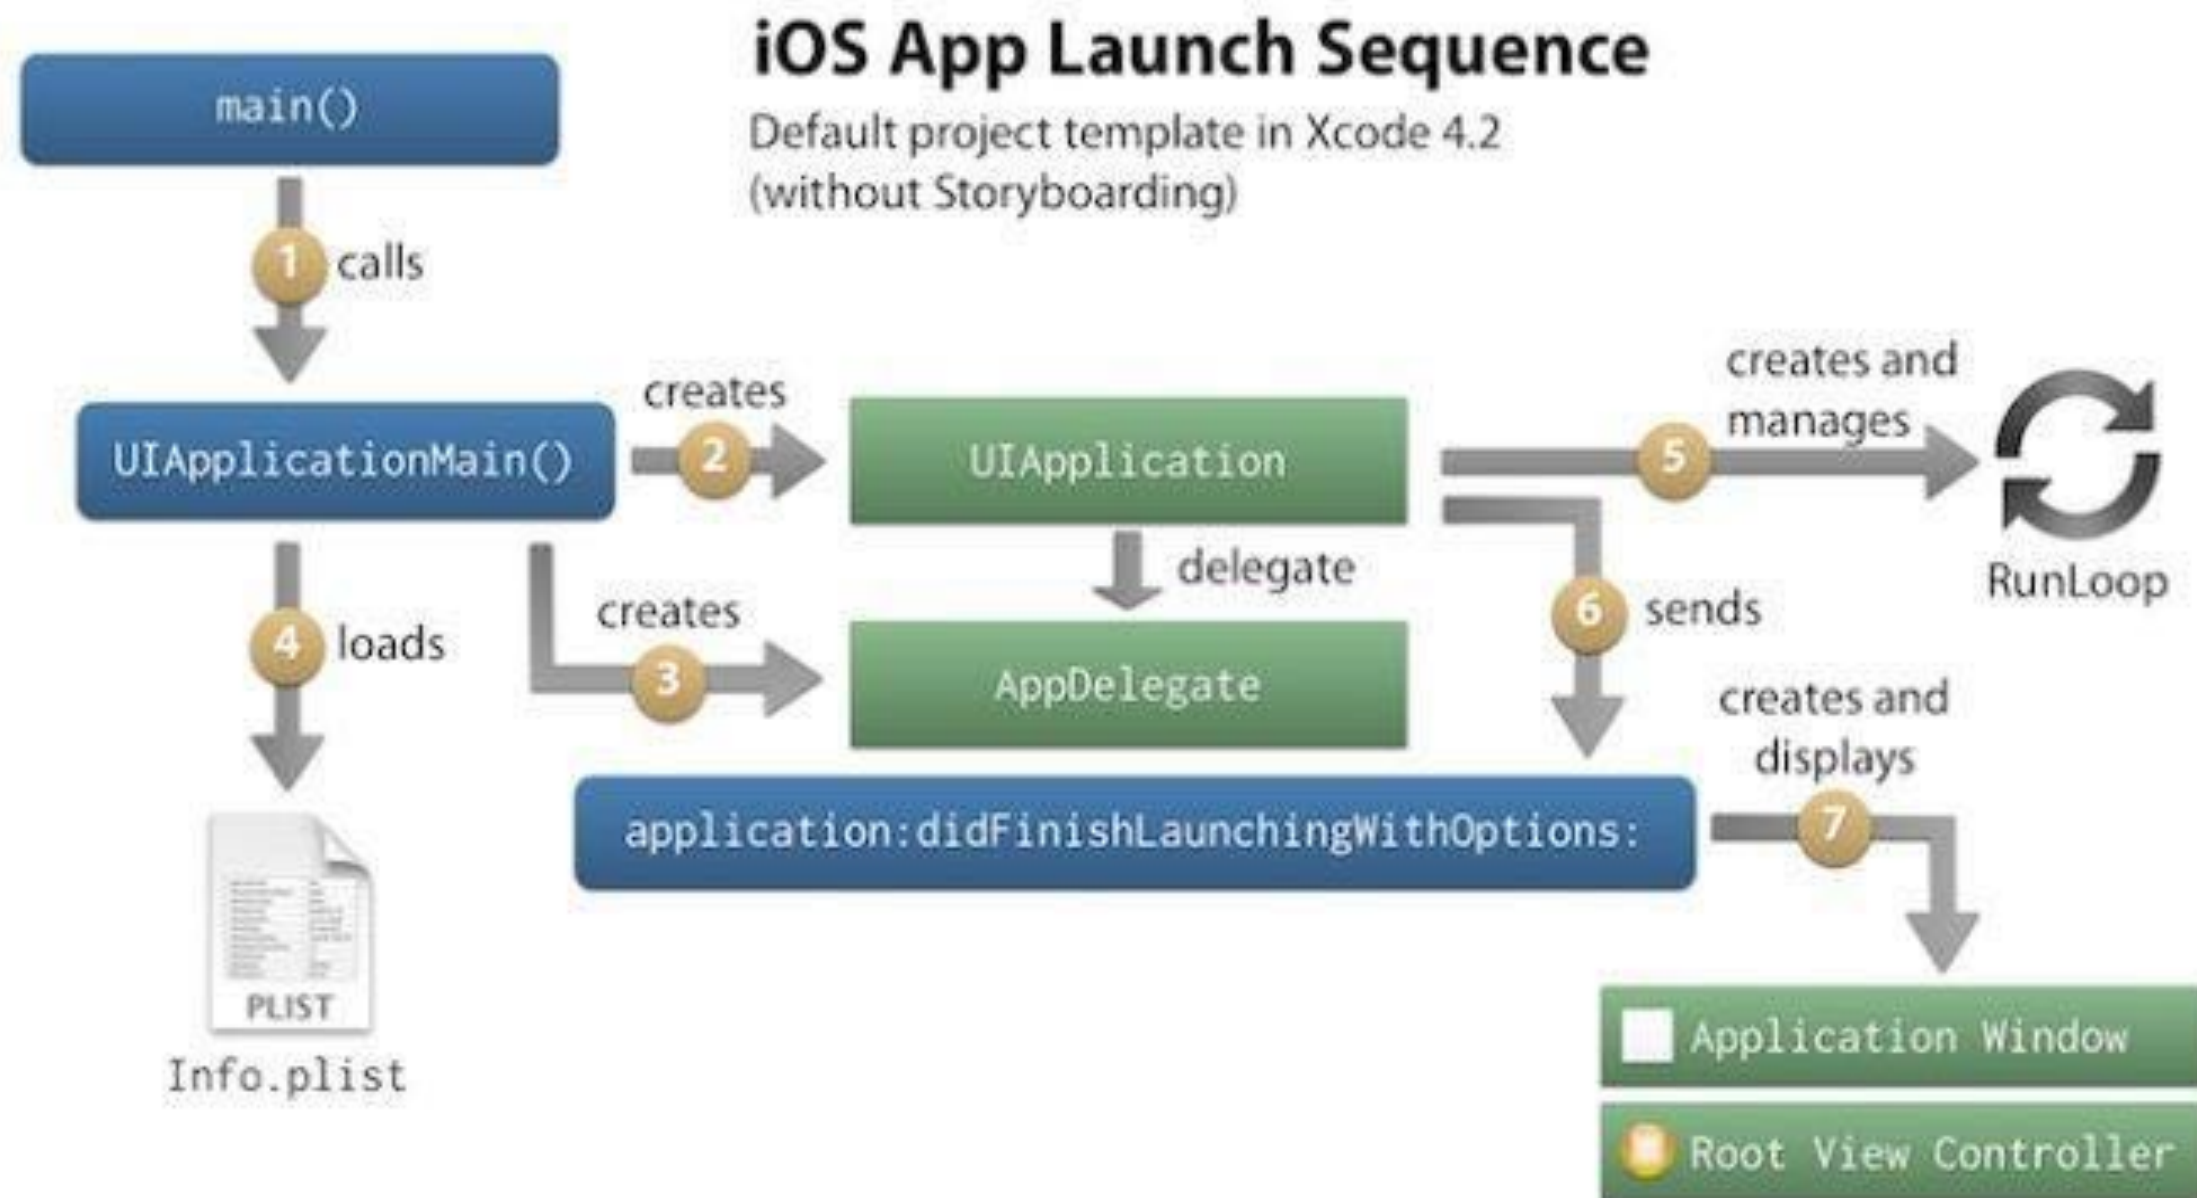 iOS App Launch Sequence
Default project template in Xcode 4.2
(without Storyboarding)
main()
1 calls
UIApplicationMain()
creates
2
UIApplication
creates and
manages
5
RunLoop
delegate
creates
3
AppDelegate
4 loads
PLIST
Info.plist
6 sends
application:didFinishLaunchingWithOptions:
creates and
displays
7
Application Window
Root View Controller